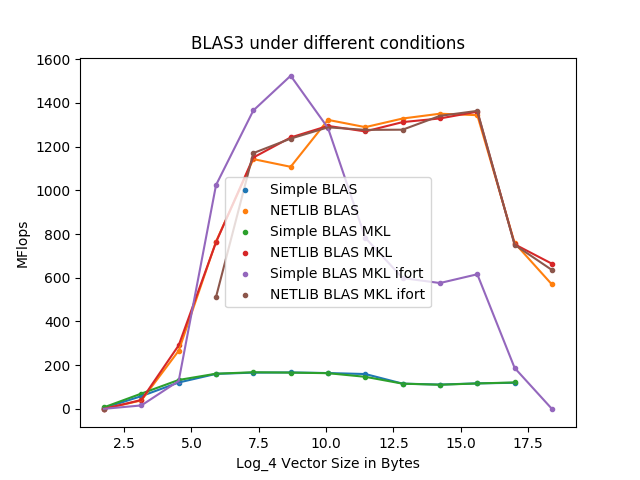 BLAS3 under different conditions
1600
1400
1200
1000
800
600
400
200
0
MFlops
Simple BLAS
NETLIB BLAS
Simple BLAS MKL
NETLIB BLAS MKL
Simple BLAS MKL ifort
NETLIB BLAS MKL ifort
2.5 5.0 7.5 10.0 12.5 15.0 17.5
Log_4 Vector Size in Bytes